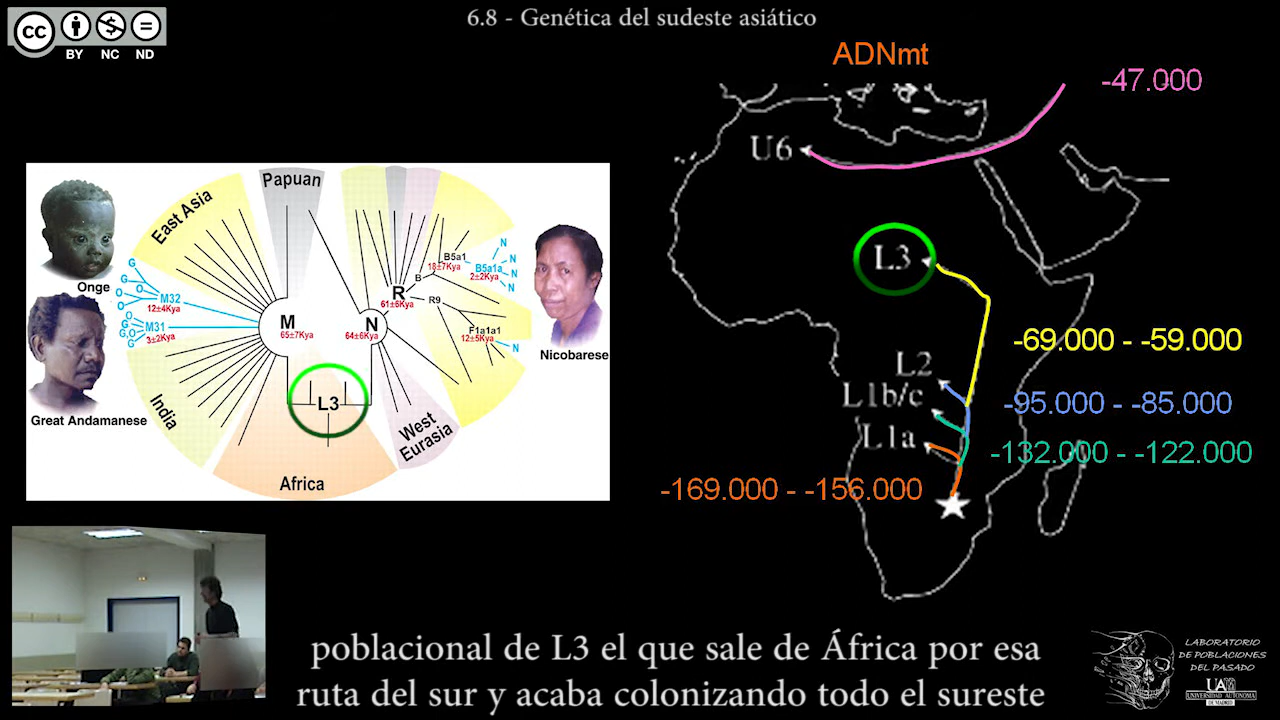 6.8 - Genética del sudeste asiático
CC
BY NC ND
ADNmt
-47.000
U6
L3
-69.000 - -59.000
L2
-95.000 - -85.000
L1b/c
L1a
-132.000 - -122.000
-169.000 - -156.000
Papuan
East Asia
Onge
G
G
O
O
M32
12±4Kya
G
O
O
G
M31
3±2Kya
Great Andamanese
India
M
65±7Kya
N
64±6Kya
R
61±6Kya
B
B5a1
18±7Kya
B5a1a
2±2Kya
N
N
N
N
R9
F1a1a1
12±5Kya
N
Nicobarese
L3
West
Eurasia
Africa
poblacional de L3 el que sale de África por esa
ruta del sur y acaba colonizando todo el sureste
LABORATORIO
DE POBLACIONES
DEL PASADO
UAM
UNIVERSIDAD AUTONOMA
DE MADRID